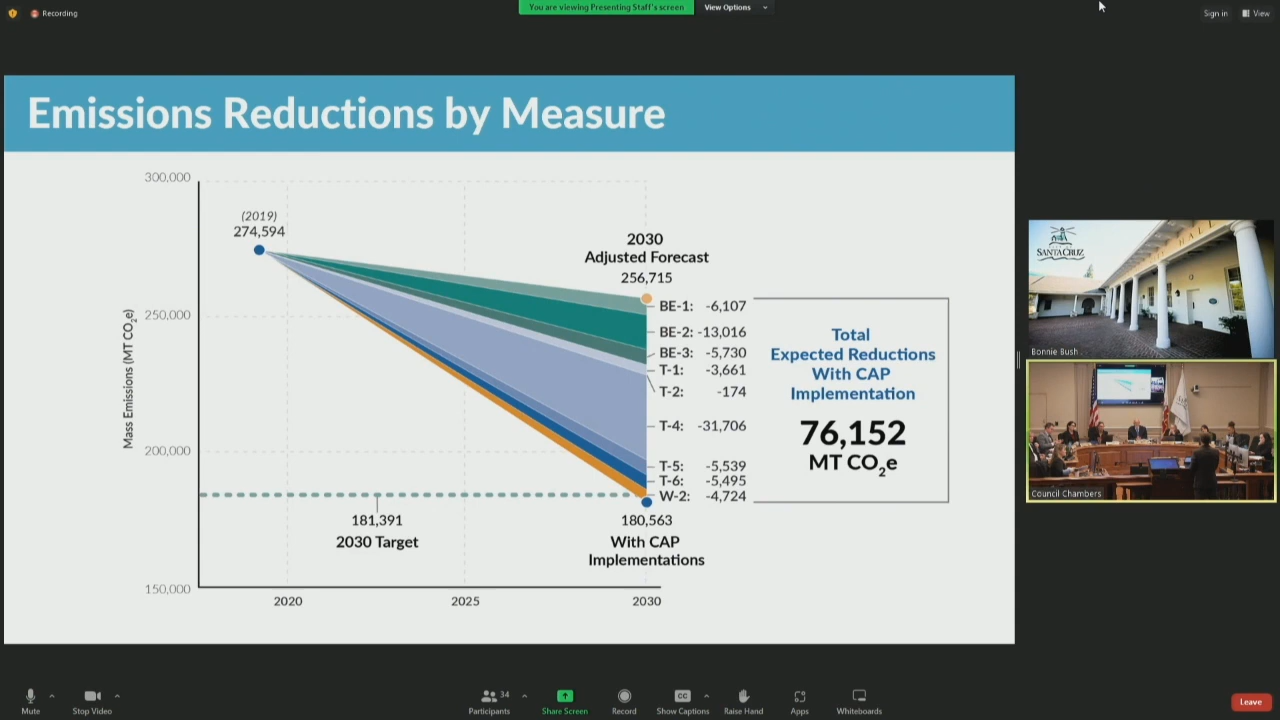 Recording
You are viewing Presenting Staff's screen
View Options
Sign in
View
Emissions Reductions by Measure
300,000
250,000
200,000
150,000
Mass Emissions (MT CO2e)
(2019)
274,594
2030
Adjusted Forecast
256,715
BE-1: -6,107
BE-2: -13,016
BE-3: -5,730
T-1: -3,661
T-2: -174
T-4: -31,706
T-5: -5,539
T-6: -5,495
W-2: -4,724
Total
Expected Reductions
With CAP
Implementation
76,152
MT CO2e
181,391
2030 Target
180,563
With CAP
Implementations
2020
2025
2030
SANTA CRUZ
HALL
Bonnie Bush
Council Chambers
Mute
Stop Video
Participants
34
Share Screen
Record
CC
Show Captions
Raise Hand
Apps
Whiteboards
Leave